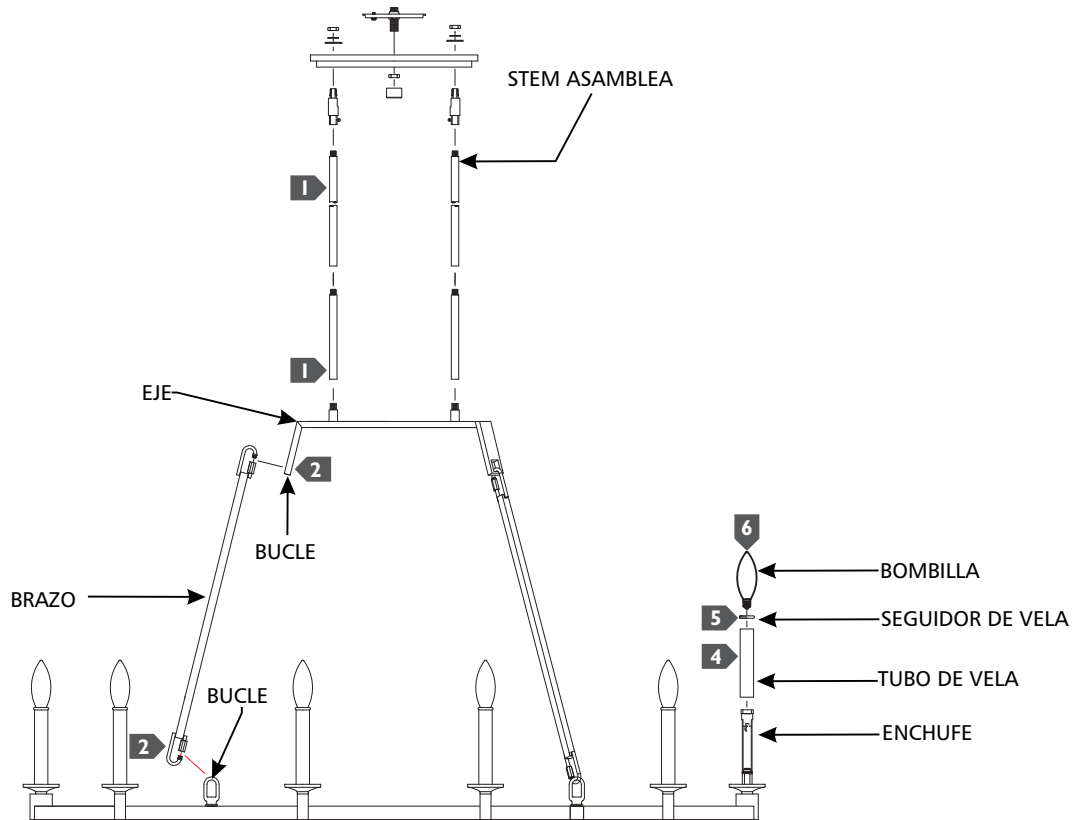 STEM ASAMBLEA
1
1
EJE
2
BUCLE
6
BOMBILLA
BRAZO
5
SEGUIDOR DE VELA
4
BUCLE
TUBO DE VELA
2
ENCHUFE